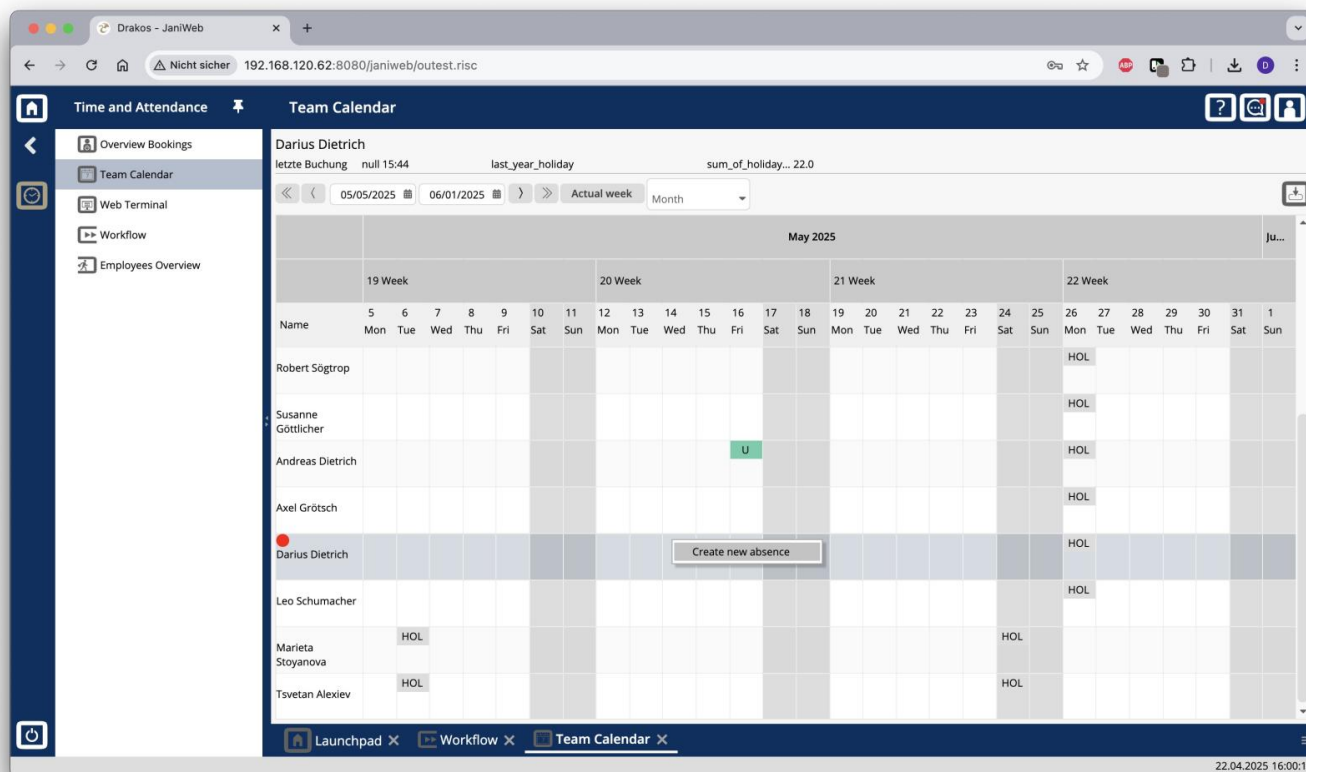 Drakos - JaniWeb
Nicht sicher 192.168.120.62:8080/janiweb/outest.risc
ABP D
Time and Attendance Team Calendar ?
Overview Bookings
Team Calendar
Web Terminal
Workflow
Employees Overview
Darius Dietrich
letzte Buchung null 15:44 last_year_holiday sum_of_holiday... 22.0
05/05/2025 06/01/2025 Actual week Month
May 2025 Ju...
19 Week 20 Week 21 Week 22 Week
Name
5 6 7 8 9 10 11 12 13 14 15 16 17 18 19 20 21 22 23 24 25 26 27 28 29 30 31 1
Mon Tue Wed Thu Fri Sat Sun Mon Tue Wed Thu Fri Sat Sun Mon Tue Wed Thu Fri Sat Sun Mon Tue Wed Thu Fri Sat Sun
Robert Sögtrop HOL
Susanne
Göttlicher
HOL
Andreas Dietrich U HOL
Axel Grötsch HOL
Darius Dietrich Create new absence HOL
Leo Schumacher HOL
Marieta
Stoyanova
HOL HOL
Tsvetan Alexiev HOL HOL
Launchpad Workflow Team Calendar
22.04.2025 16:00:1